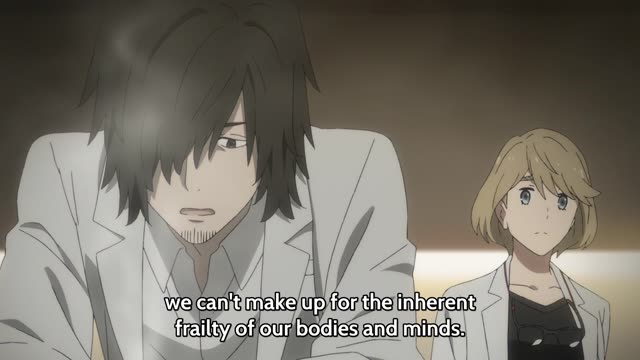 we can't make up for the inherent
frailty of our bodies and minds.